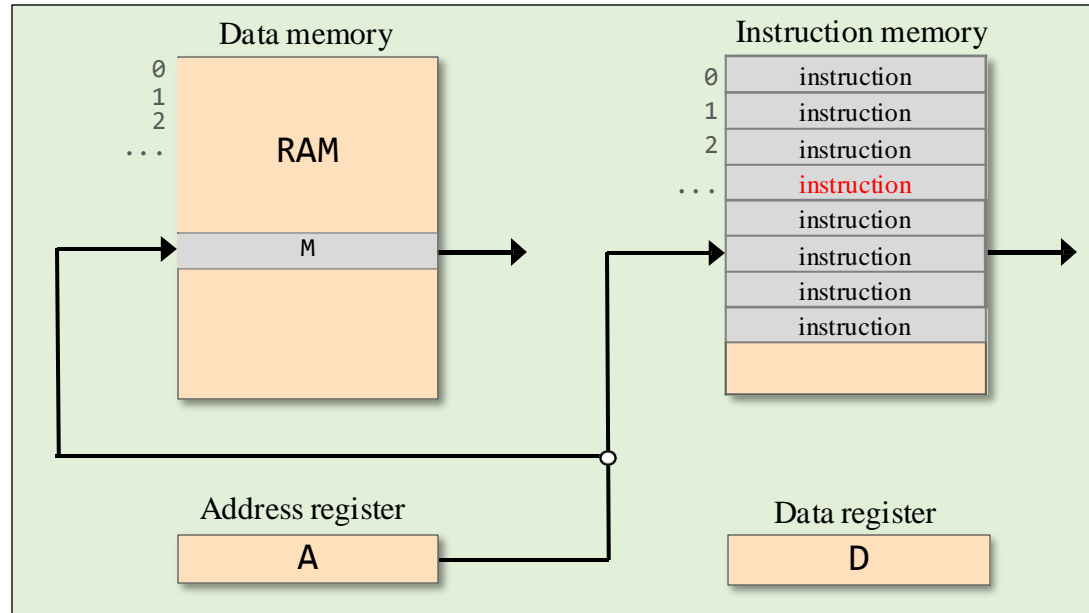 Data memory
0
1
2
...
RAM
M
Instruction memory
0
1
2
...
instruction
instruction
instruction
instruction
instruction
instruction
instruction
instruction
Address register
A
Data register
D